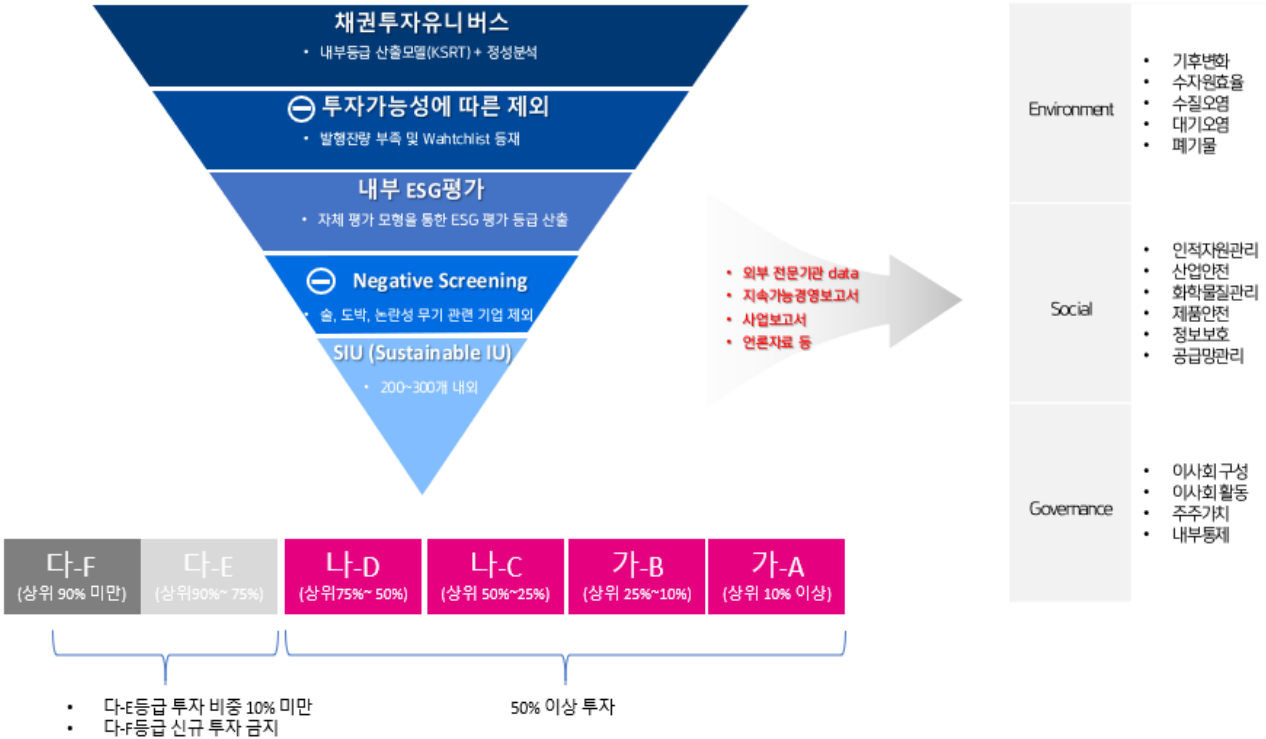 채권투자유니버스
• 내부등급 산출모델(KSRT) + 정성분석
투자가능성에 따른 제외
• 발행잔량 부족 및 Wahtchlist 등재
내부 ESG평가
• 자체 평가 모형을 통한 ESG 평가 등급 산출
Negative Screening
• 술, 도박, 논란성 무기 관련 기업 제외
SIU (Sustainable IU)
• 200~300개 내외
• 외부 전문기관 data
• 지속가능경영보고서
• 사업보고서
• 언론자료 등
Environment
• 기후변화
• 수자원효율
• 수질오염
• 대기오염
• 폐기물
Social
• 인적자원관리
• 산업안전
• 화학물질관리
• 제품안전
• 정보보호
• 공급망관리
Governance
• 이사회 구성
• 이사회 활동
• 주주가치
• 내부통제
다-F
(상위 90% 미만)
다-E
(상위90%~ 75%)
나-D
(상위75%~ 50%)
나-C
(상위 50%~25%)
가-B
(상위 25%~10%)
가-A
(상위 10% 이상)
• 다-E등급 투자 비중 10% 미만
• 다-F등급 신규 투자 금지
50% 이상 투자